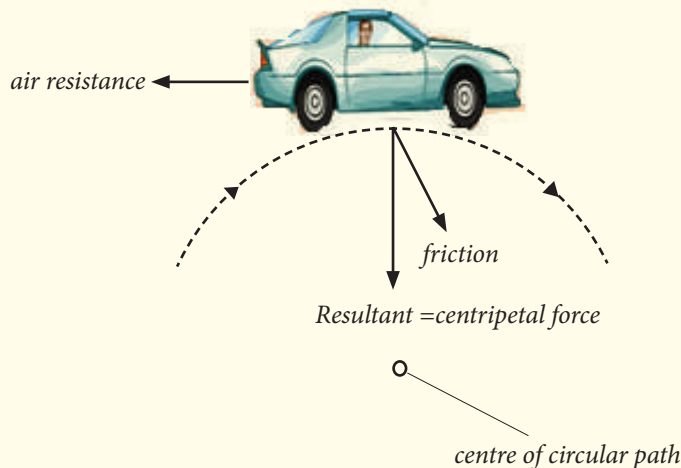 air resistance
friction
Resultant =centripetal force
centre of circular path